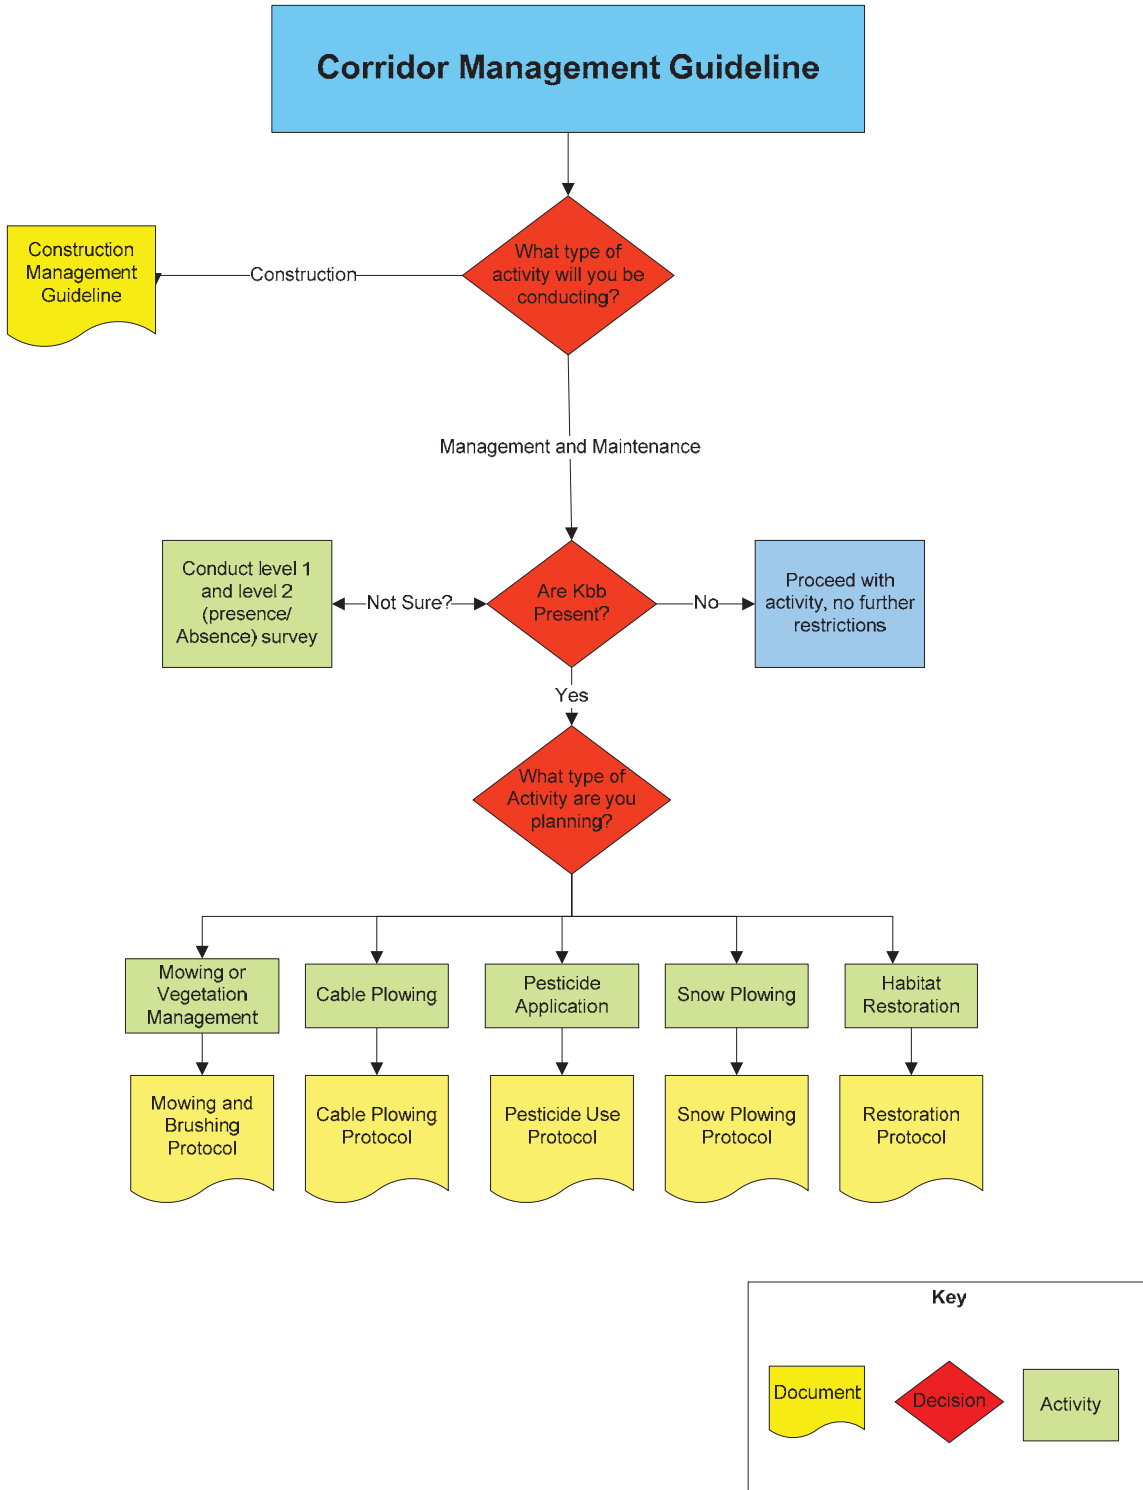 Corridor Management Guideline
What type of
activity will you be
conducting?
Construction
Construction
Management
Guideline
Management and Maintenance
Conduct level 1
and level 2
(presence/
Absence) survey
Not Sure?
Are Kbb
Present?
No
Proceed with
activity, no further
restrictions
Yes
What type of
Activity are you
planning?
Mowing or
Vegetation
Management
Cable Plowing
Pesticide
Application
Snow Plowing
Habitat
Restoration
Mowing and
Brushing
Protocol
Cable Plowing
Protocol
Pesticide Use
Protocol
Snow Plowing
Protocol
Restoration
Protocol
Key
Document
Decision
Activity